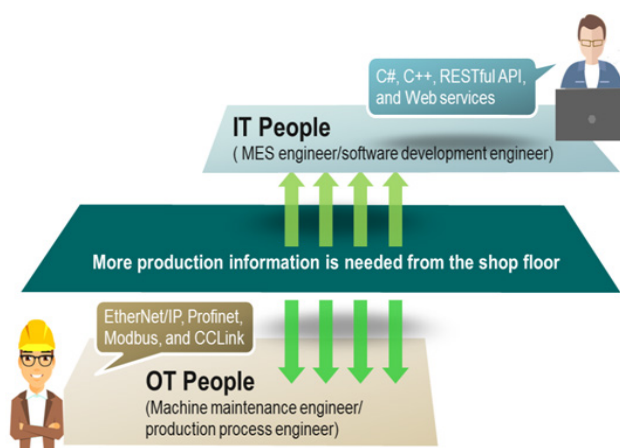 C#, C++, RESTful API,
and Web services
IT People
( MES engineer/software development engineer)
More production information is needed from the shop floor
EtherNet/IP, Profinet,
Modbus, and CCLink
OT People
(Machine maintenance engineer/
production process engineer)